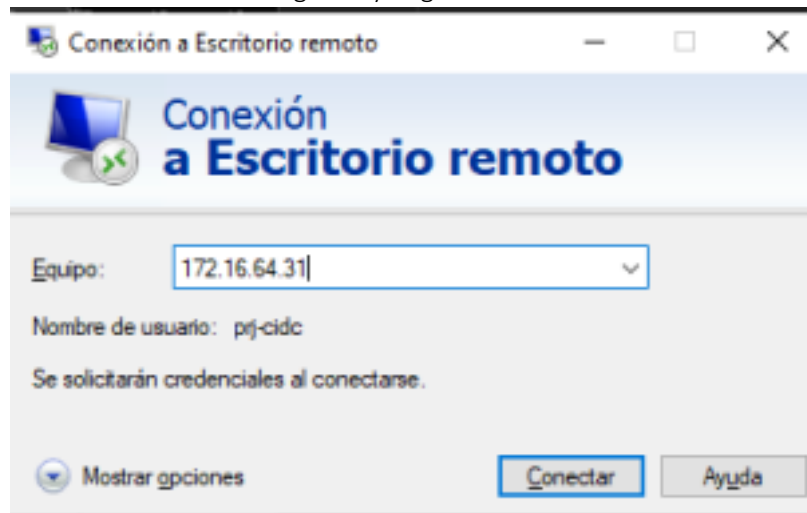 Conexión a Escritorio remoto
Conexión
a Escritorio remoto
Equipo: 172.16.64.31
Nombre de usuario: prj-cidc
Se solicitarán credenciales al conectarse.
Mostrar opciones Conectar Ayuda